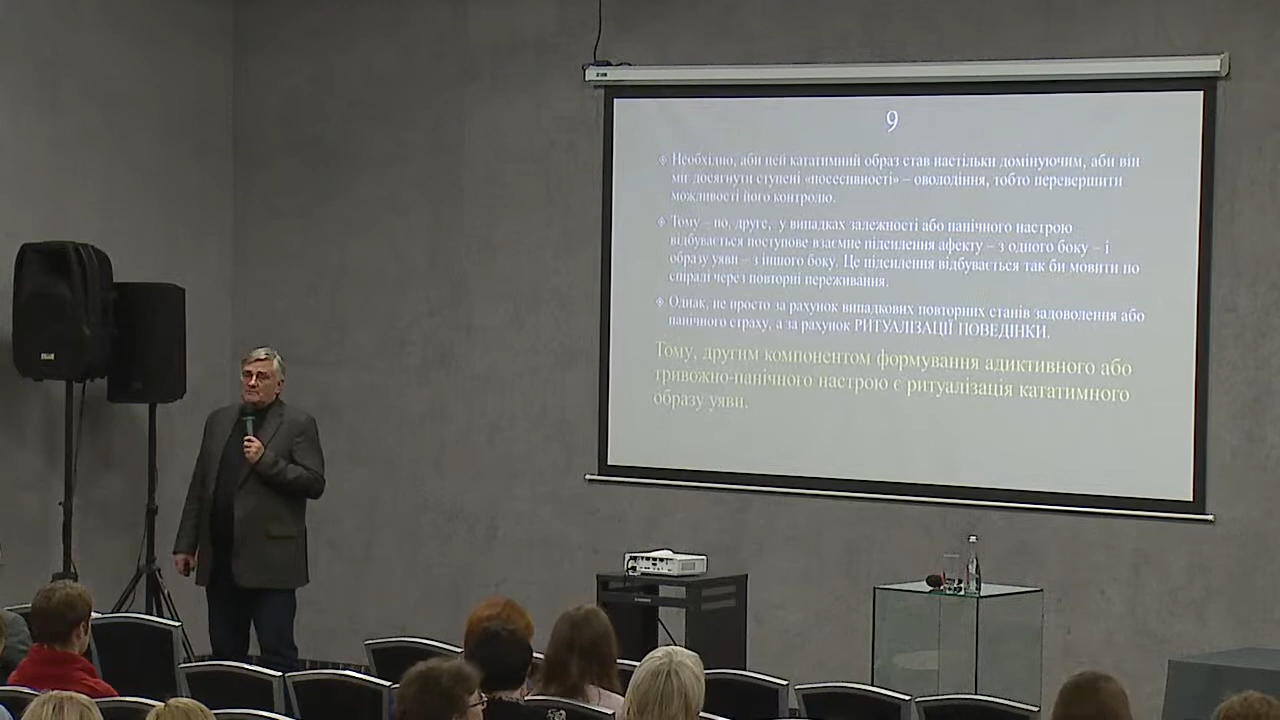 9
Необхідно, аби цей кататимний образ став настільки домінуючим, аби він
міг досягнути ступені «посесивності» – оволодіння, тобто перевершити
можливості його контролю.
Тому – по, друге, у випадках залежності або панічного настрою
відбувається поступове взаємне підсилення афекту – з одного боку – і
образу уяви – з іншого боку. Це підсилення відбувається так би мовити по
спіралі через повторні переживання.
Однак, не просто за рахунок випадкових повторних станів задоволення або
панічного страху, а за рахунок РИТУАЛІЗАЦІЇ ПОВЕДІНКИ.
Тому, другим компонентом формування адиктивного або
тривожно-панічного настрою є ритуалізація кататимного
образу уяви.